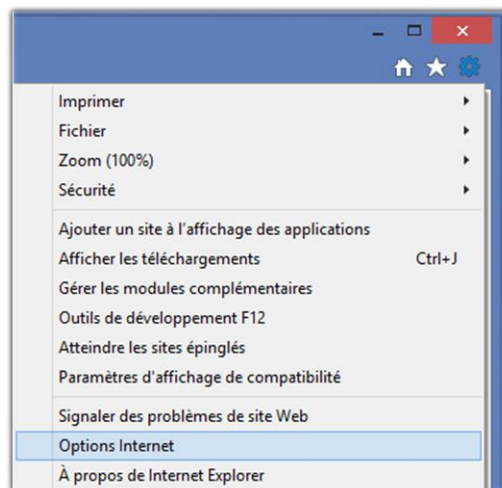 Imprimer
Fichier
Zoom (100%)
Sécurité
Ajouter un site à l'affichage des applications
Afficher les téléchargements Ctrl+J
Gérer les modules complémentaires
Outils de développement F12
Atteindre les sites épinglés
Paramètres d'affichage de compatibilité
Signaler des problèmes de site Web
Options Internet
À propos de Internet Explorer